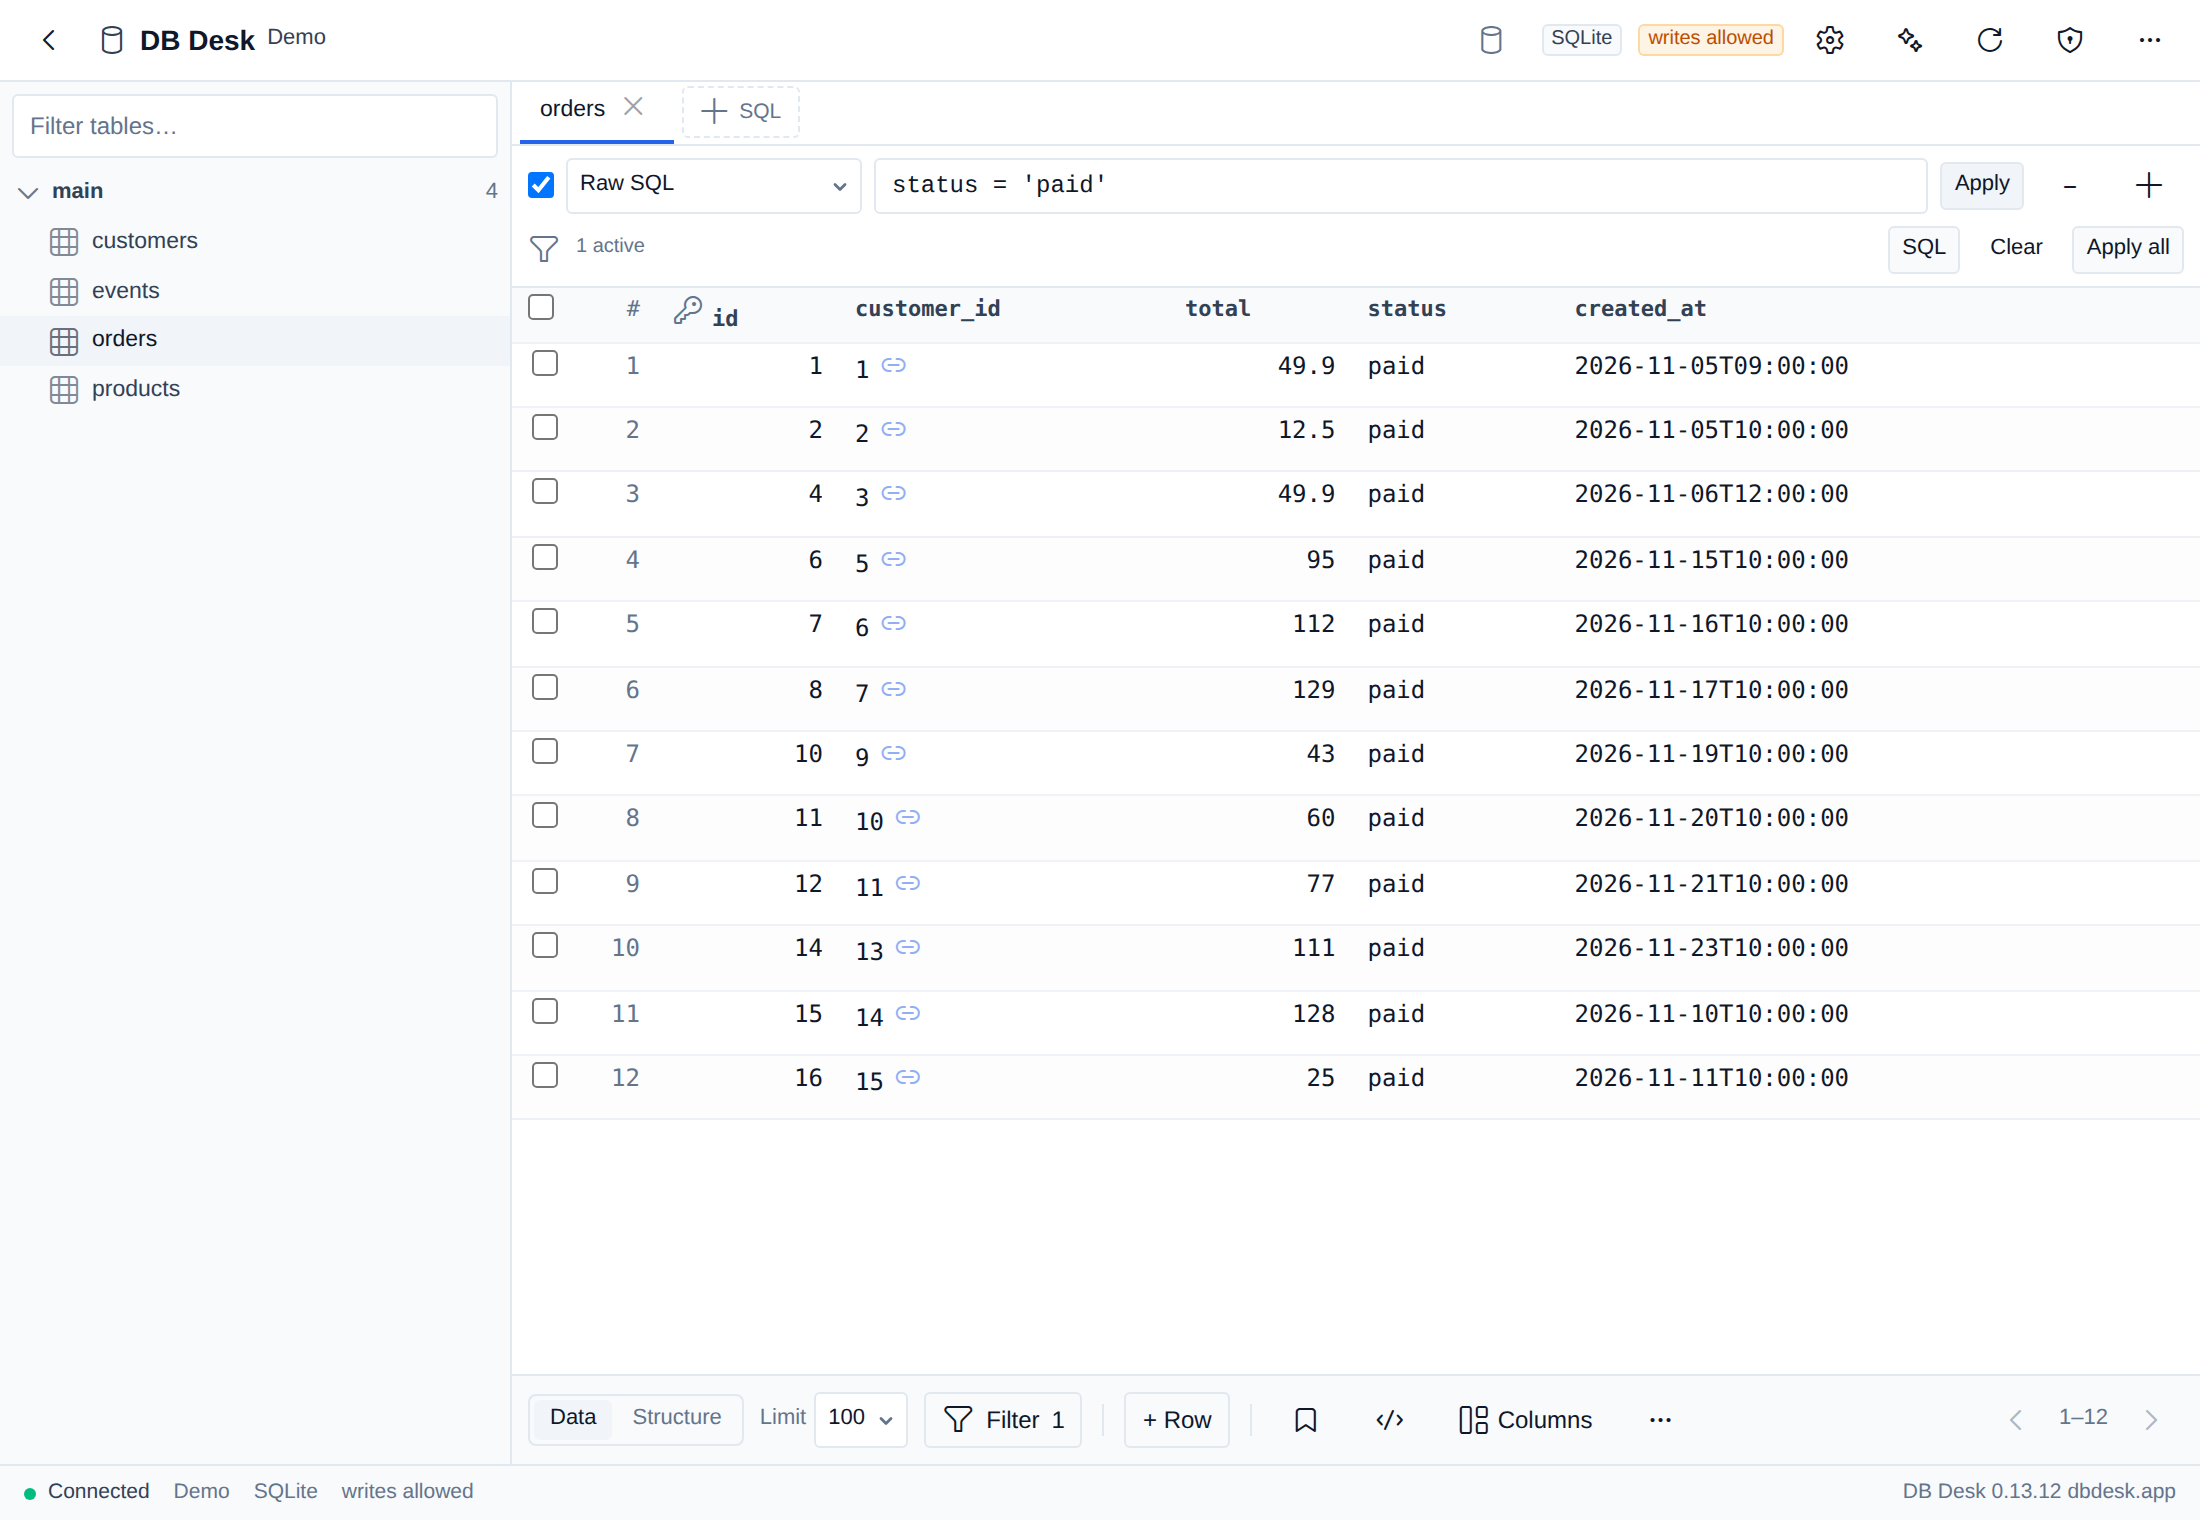 DB Desk Demo SQLite writes allowed
Filter tables…
main 4
customers
events
orders
products
orders SQL
Raw SQL status = 'paid' Apply –
1 active SQL Clear Apply all
# id customer_id total status created_at
1 1 1 49.9 paid 2026-11-05T09:00:00
2 2 2 12.5 paid 2026-11-05T10:00:00
3 4 3 49.9 paid 2026-11-06T12:00:00
4 6 5 95 paid 2026-11-15T10:00:00
5 7 6 112 paid 2026-11-16T10:00:00
6 8 7 129 paid 2026-11-17T10:00:00
7 10 9 43 paid 2026-11-19T10:00:00
8 11 10 60 paid 2026-11-20T10:00:00
9 12 11 77 paid 2026-11-21T10:00:00
10 14 13 111 paid 2026-11-23T10:00:00
11 15 14 128 paid 2026-11-10T10:00:00
12 16 15 25 paid 2026-11-11T10:00:00
Data Structure Limit 100 Filter 1 + Row Columns 1–12
Connected Demo SQLite writes allowed DB Desk 0.13.12 dbdesk.app